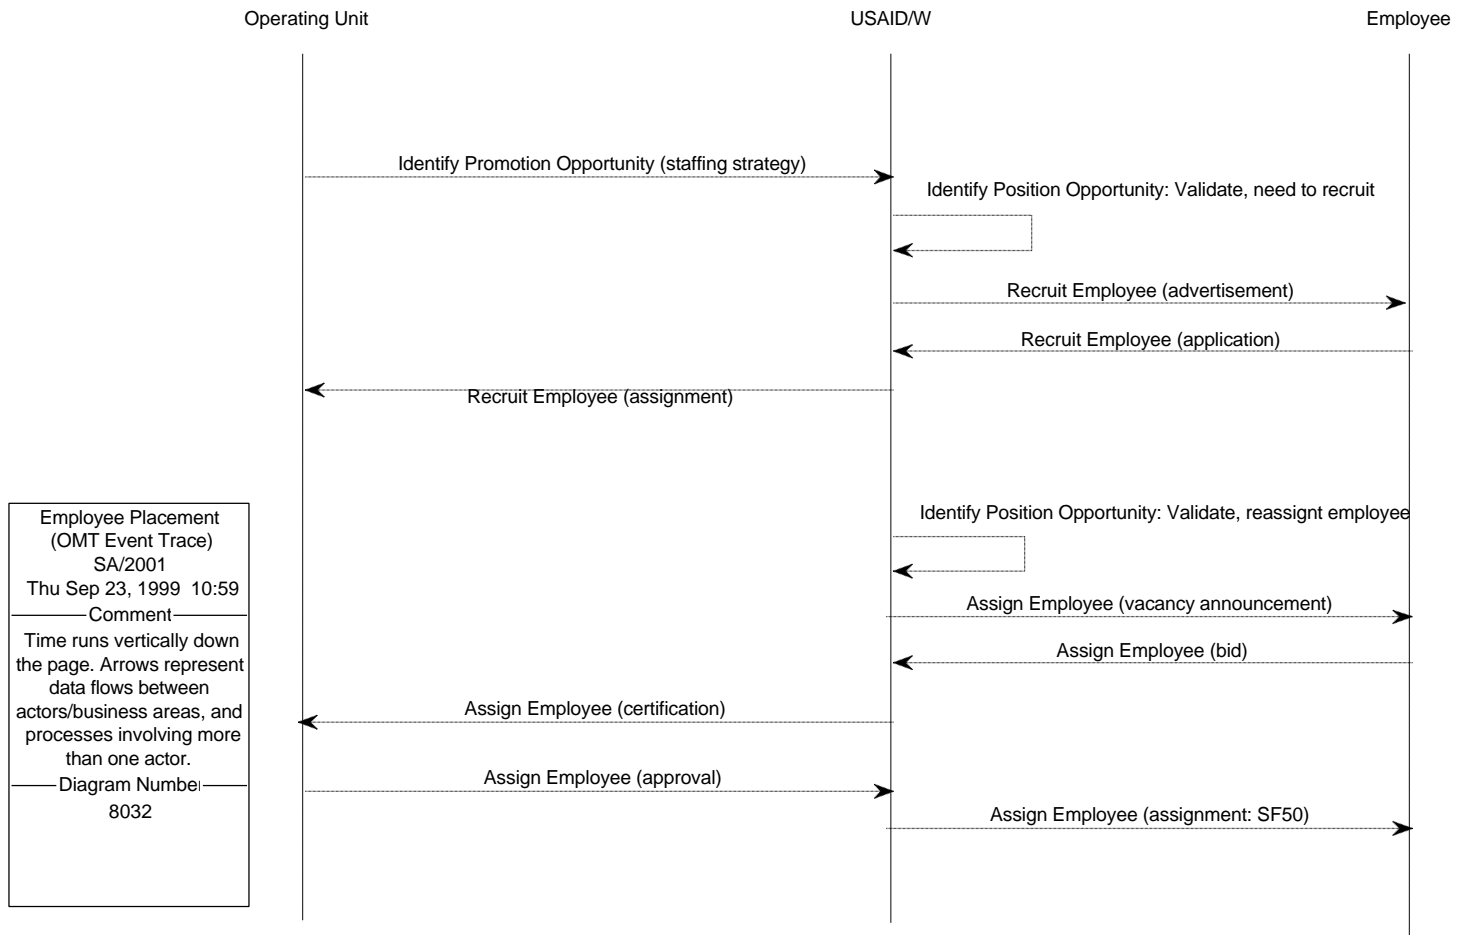 Operating Unit
USAID/W
Employee
Identify Promotion Opportunity (staffing strategy)
Identify Position Opportunity: Validate, need to recruit
Recruit Employee (advertisement)
Recruit Employee (application)
Recruit Employee (assignment)
Identify Position Opportunity: Validate, reassignt employee
Assign Employee (vacancy announcement)
Assign Employee (bid)
Assign Employee (certification)
Assign Employee (approval)
Assign Employee (assignment: SF50)
Employee Placement
(OMT Event Trace)
SA/2001
Thu Sep 23, 1999 10:59
Comment
Time runs vertically down
the page. Arrows represent
data flows between
actors/business areas, and
processes involving more
than one actor.
Diagram Number
8032